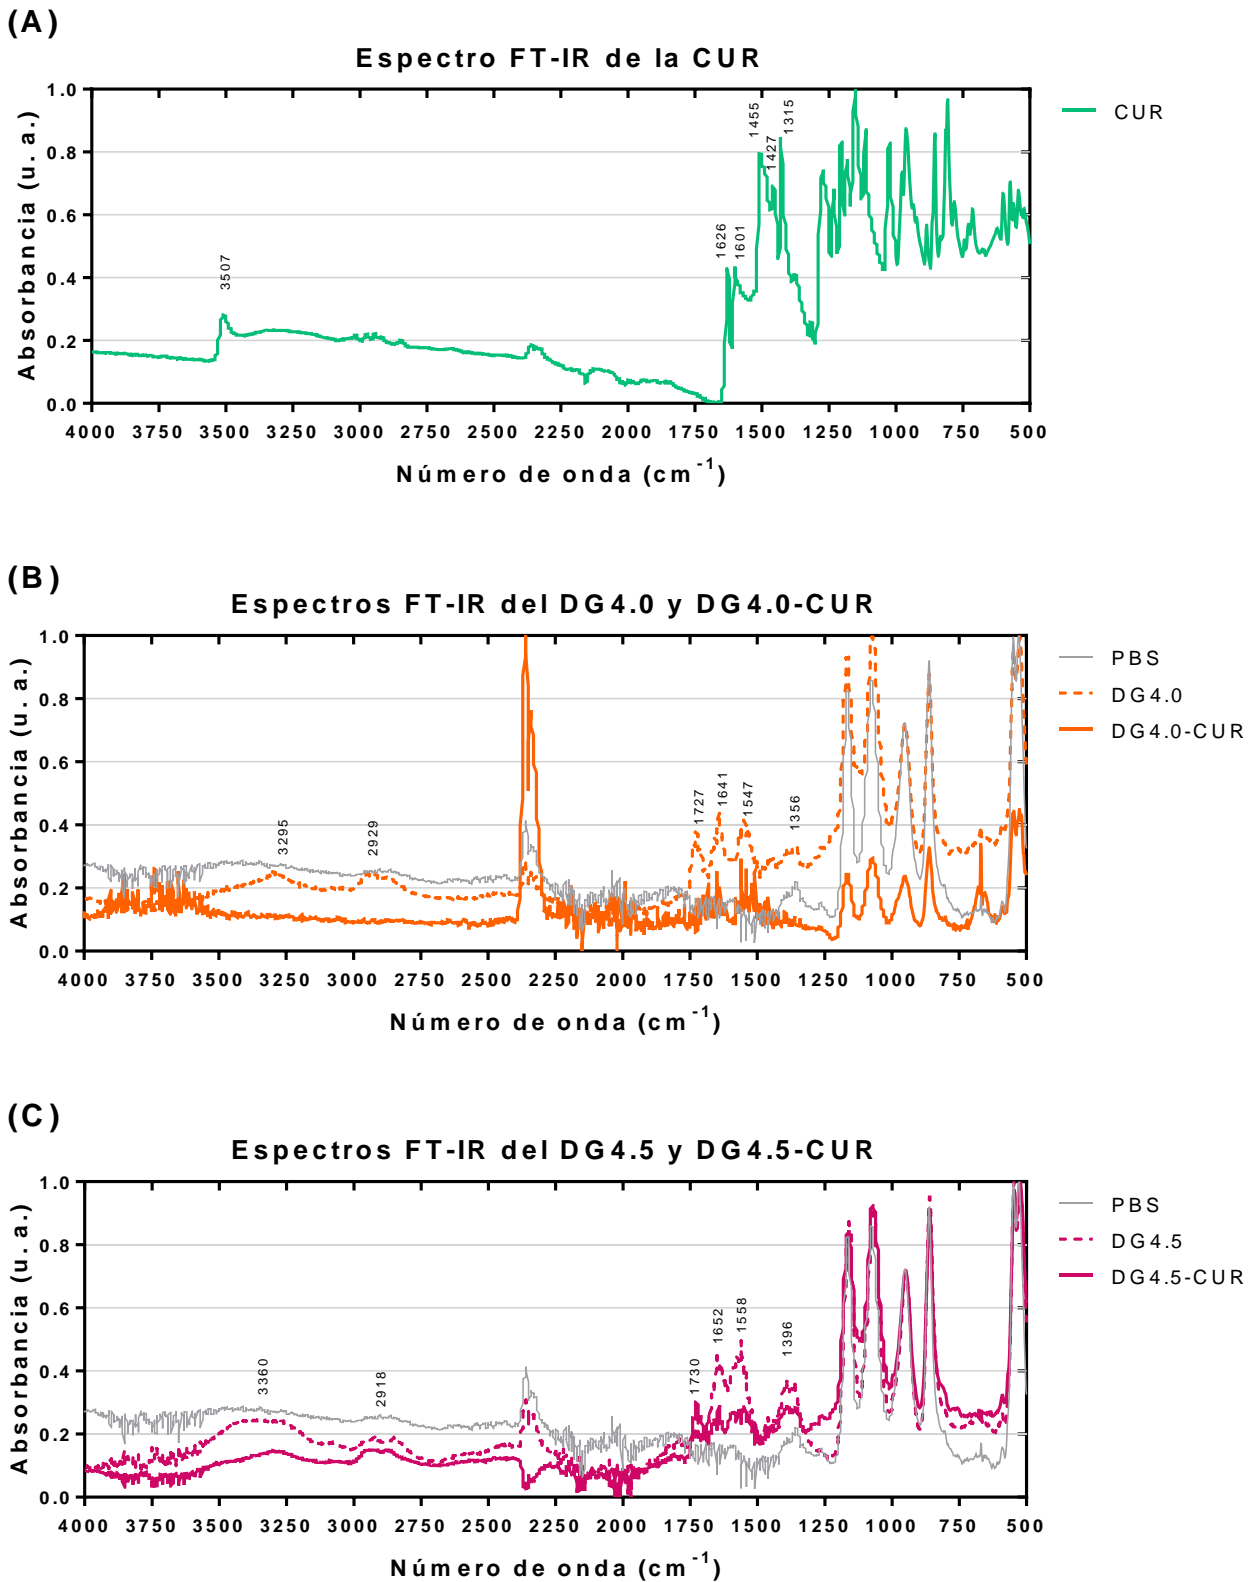 (A)
Espectro FT-IR de la CUR
CUR
Absorbancia (u. a.)
1.0
0.8
0.6
0.4
0.2
0.0
3507
1626
1601
1455
1427
1315
4000 3750 3500 3250 3000 2750 2500 2250 2000 1750 1500 1250 1000 750 500
Número de onda (cm-1)
(B)
Espectros FT-IR del DG4.0 y DG4.0-CUR
PBS
DG4.0
DG4.0-CUR
Absorbancia (u. a.)
1.0
0.8
0.6
0.4
0.2
0.0
3295
2929
1727
1641
1547
1356
4000 3750 3500 3250 3000 2750 2500 2250 2000 1750 1500 1250 1000 750 500
Número de onda (cm-1)
(C)
Espectros FT-IR del DG4.5 y DG4.5-CUR
PBS
DG4.5
DG4.5-CUR
Absorbancia (u. a.)
1.0
0.8
0.6
0.4
0.2
0.0
3360
2918
1730
1652
1558
1396
4000 3750 3500 3250 3000 2750 2500 2250 2000 1750 1500 1250 1000 750 500
Número de onda (cm-1)